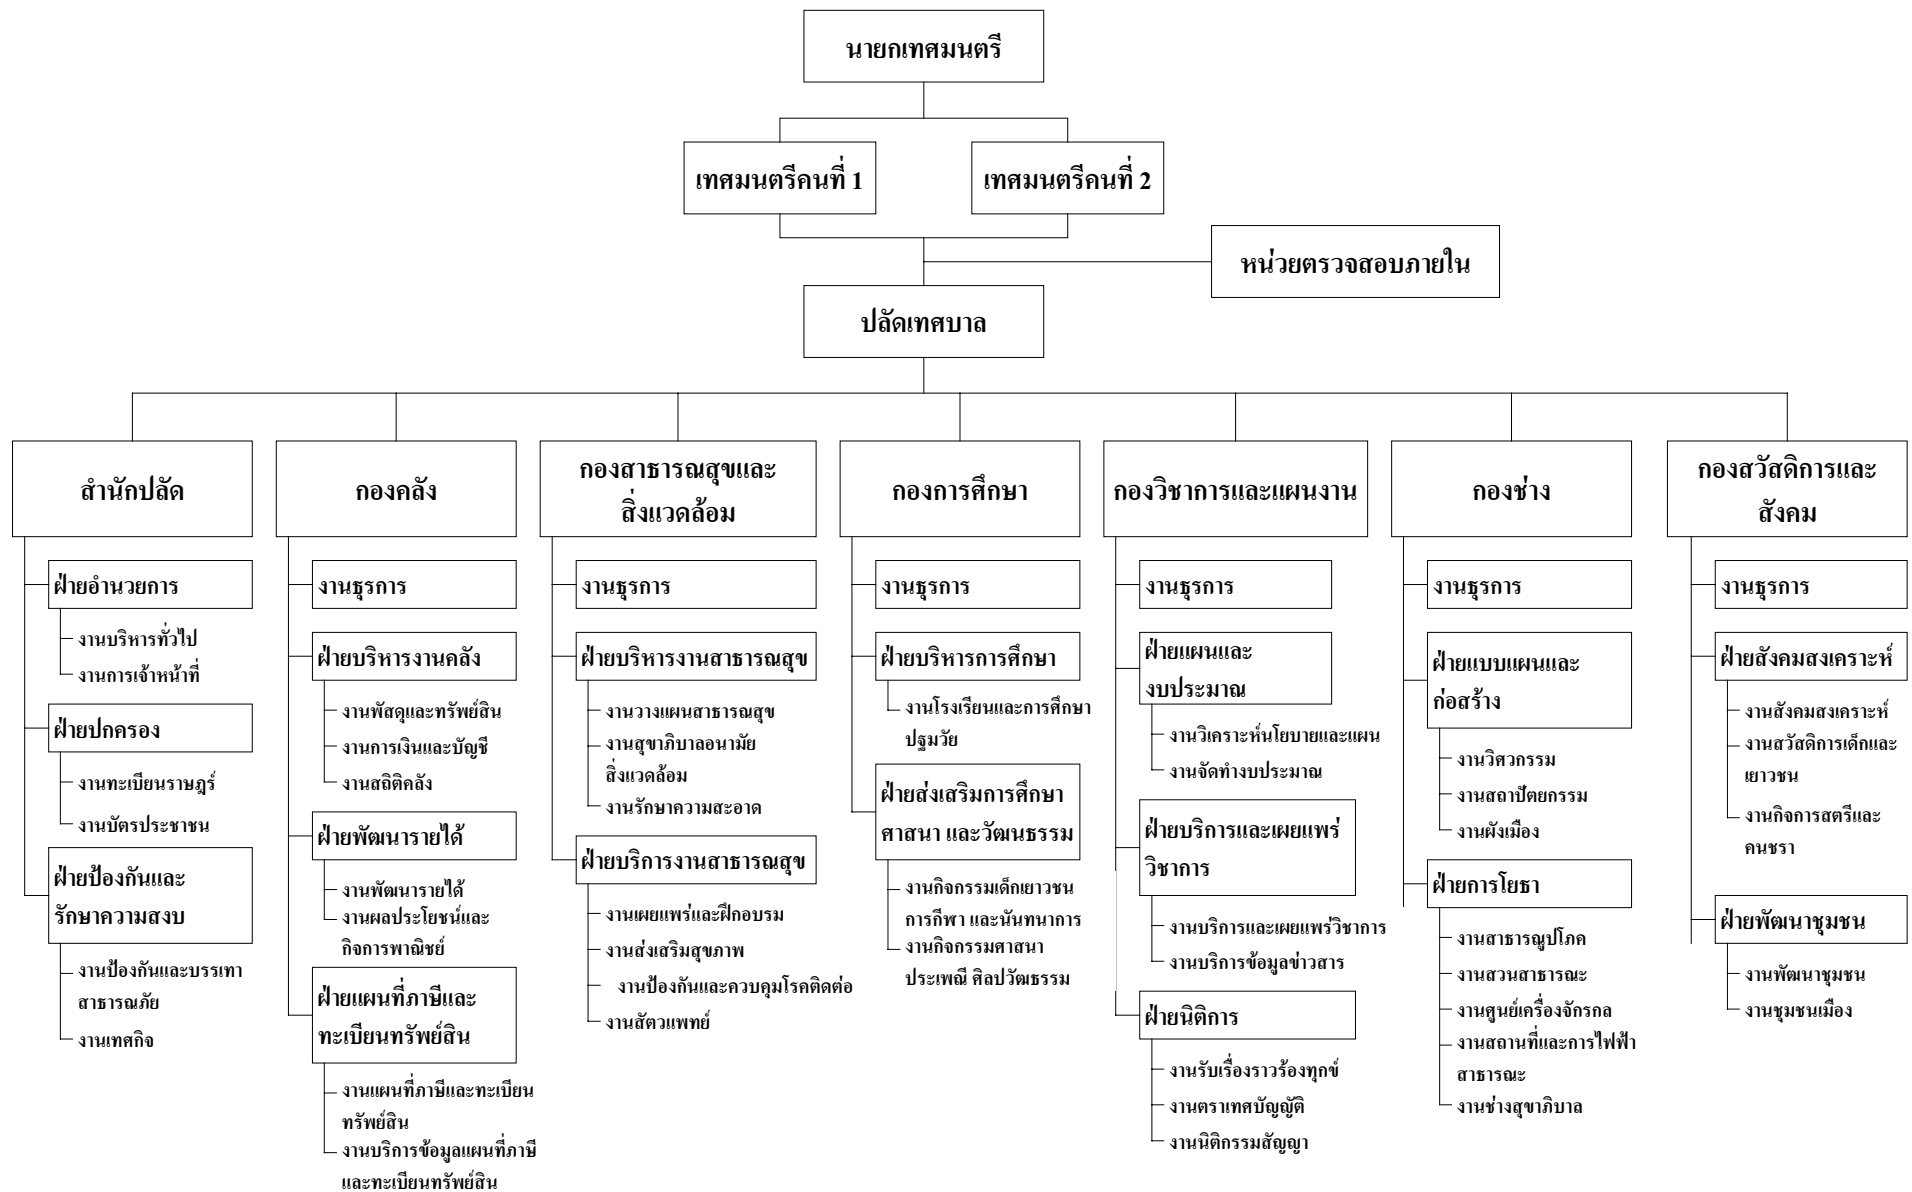 นายกเทศมนตรี
เทศมนตรีคนที่ 1
เทศมนตรีคนที่ 2
หน่วยตรวจสอบภายใน
ปลัดเทศบาล
สำนักปลัด
ฝ่ายอำนวยการ
งานบริหารทั่วไป
งานการเจ้าหน้าที่
ฝ่ายปกครอง
งานทะเบียนราษฎร์
งานบัตรประชาชน
ฝ่ายป้องกันและ
รักษาความสงบ
งานป้องกันและบรรเทา
สาธารณภัย
งานเทศกิจ
กองคลัง
งานธุรการ
ฝ่ายบริหารงานคลัง
งานพัสดุและทรัพย์สิน
งานการเงินและบัญชี
งานสถิติคลัง
ฝ่ายพัฒนารายได้
งานพัฒนารายได้
งานผลประโยชน์และ
กิจการพาณิชย์
ฝ่ายแผนที่ภาษีและ
ทะเบียนทรัพย์สิน
งานแผนที่ภาษีและทะเบียน
ทรัพย์สิน
งานบริการข้อมูลแผนที่ภาษี
และทะเบียนทรัพย์สิน
กองสาธารณสุขและ
สิ่งแวดล้อม
งานธุรการ
ฝ่ายบริหารงานสาธารณสุข
งานวางแผนสาธารณสุข
งานสุขาภิบาลอนามัย
สิ่งแวดล้อม
งานรักษาความสะอาด
ฝ่ายบริการงานสาธารณสุข
งานเผยแพร่และฝึกอบรม
งานส่งเสริมสุขภาพ
งานป้องกันและควบคุมโรคติดต่อ
งานสัตวแพทย์
กองการศึกษา
งานธุรการ
ฝ่ายบริหารการศึกษา
งานโรงเรียนและการศึกษา
ปฐมวัย
ฝ่ายส่งเสริมการศึกษา
ศาสนา และวัฒนธรรม
งานกิจกรรมเด็กเยาวชน
การกีฬา และนันทนาการ
งานกิจกรรมศาสนา
ประเพณี ศิลปวัฒธรรม
กองวิชาการและแผนงาน
งานธุรการ
ฝ่ายแผนและ
งบประมาณ
งานวิเคราะห์นโยบายและแผน
งานจัดทำงบประมาณ
ฝ่ายบริการและเผยแพร่
วิชาการ
งานบริการและเผยแพร่วิชาการ
งานบริการข้อมูลข่าวสาร
ฝ่ายนิติการ
งานรับเรื่องราวร้องทุกข์
งานตราเทศบัญญัติ
งานนิติกรรมสัญญา
กองช่าง
งานธุรการ
ฝ่ายแบบแผนและ
ก่อสร้าง
งานวิศวกรรม
งานสถาปัตยกรรม
งานผังเมือง
ฝ่ายการโยธา
งานสาธารณูปโภค
งานสวนสาธารณะ
งานศูนย์เครื่องจักรกล
งานสถานที่และการไฟฟ้า
สาธารณะ
งานช่างสุขาภิบาล
กองสวัสดิการและ
สังคม
งานธุรการ
ฝ่ายสังคมสงเคราะห์
งานสังคมสงเคราะห์
งานสวัสดิการเด็กและ
เยาวชน
งานกิจการสตรีและ
คนชรา
ฝ่ายพัฒนาชุมชน
งานพัฒนาชุมชน
งานชุมชนเมือง